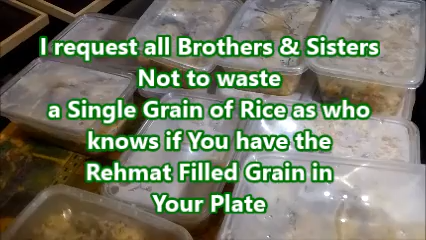 I request all Brothers & Sisters
Not to waste
a Single Grain of Rice as who
knows if You have the
Rehmat Filled Grain in
Your Plate